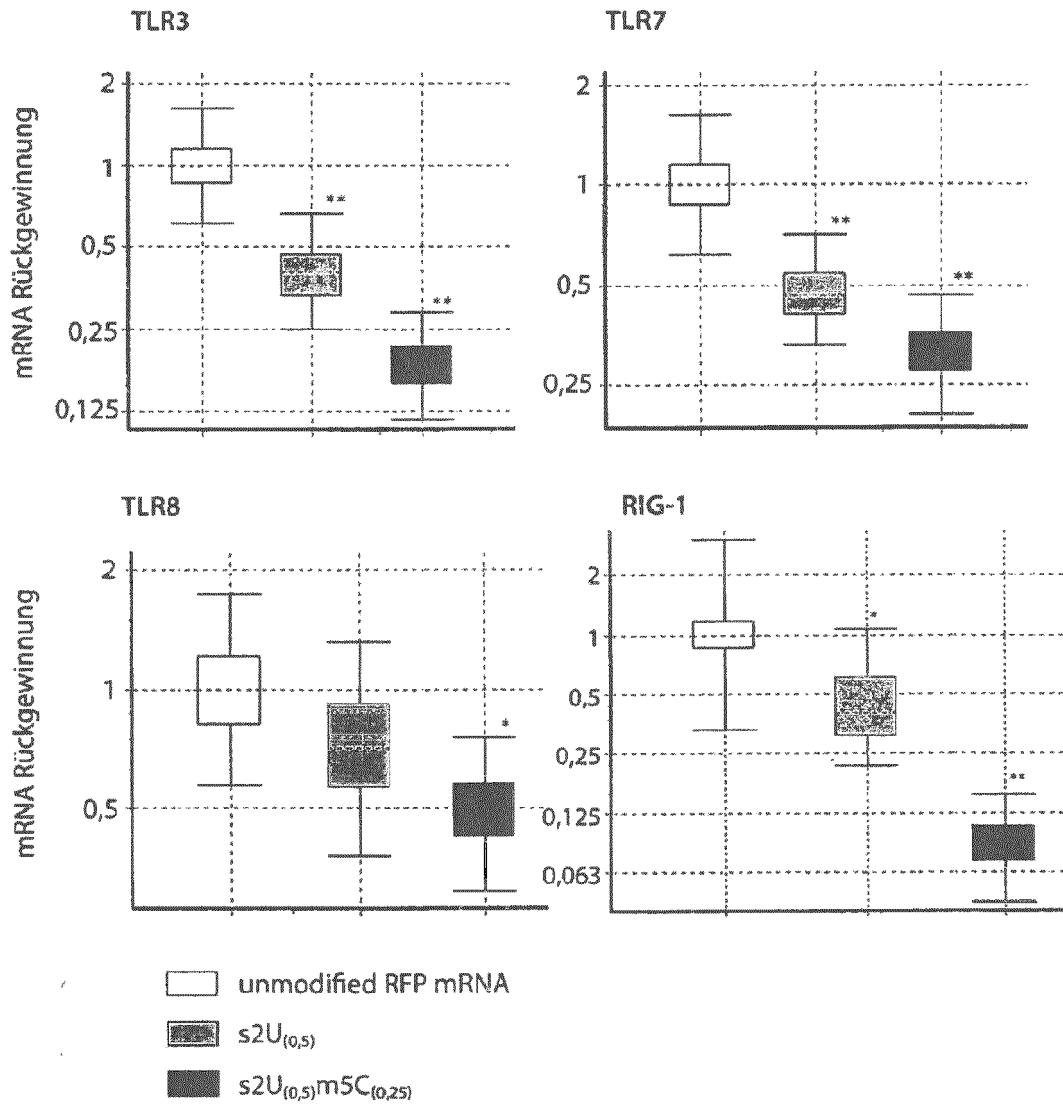 TLR3
mRNA Rückgewinnung
2
1
0,5
0,25
0,125
**
**
TLR7
2
1
0,5
0,25
**
**
TLR8
mRNA Rückgewinnung
2
1
0,5
*
RIG-1
2
1
0,5
0,25
0,125
0,063
*
**
unmodified RFP mRNA
s2U(0,5)
s2U(0,5)m5C(0,25)